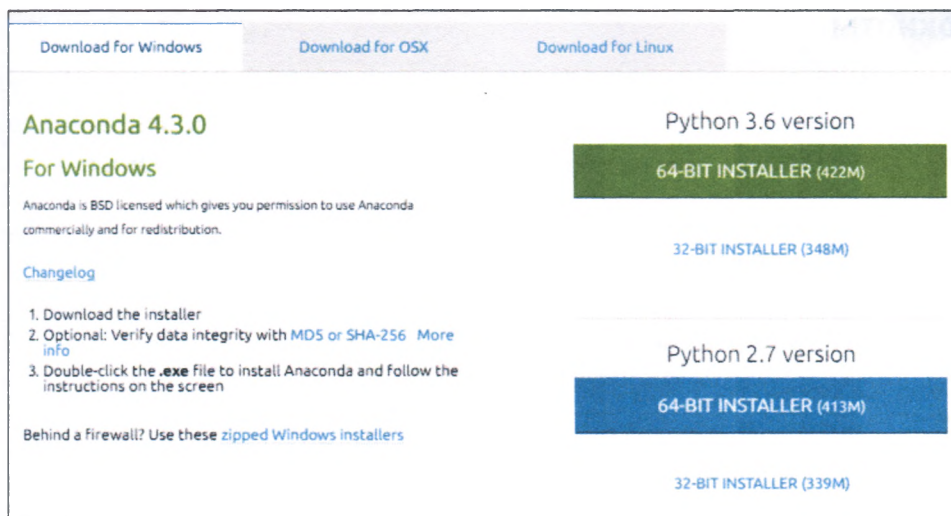 Download for Windows
Download for OSX
Download for Linux
Anaconda 4.3.0
For Windows
Anaconda is BSD licensed which gives you permission to use Anaconda
commercially and for redistribution.
Changelog
1. Download the installer
2. Optional: Verify data integrity with MD5 or SHA-256 More
info
3. Double-click the .exe file to install Anaconda and follow the
instructions on the screen
Behind a firewall? Use these zipped Windows installers
Python 3.6 version
64-BIT INSTALLER (422M)
32-BIT INSTALLER (348M)
Python 2.7 version
64-BIT INSTALLER (413M)
32-BIT INSTALLER (339M)